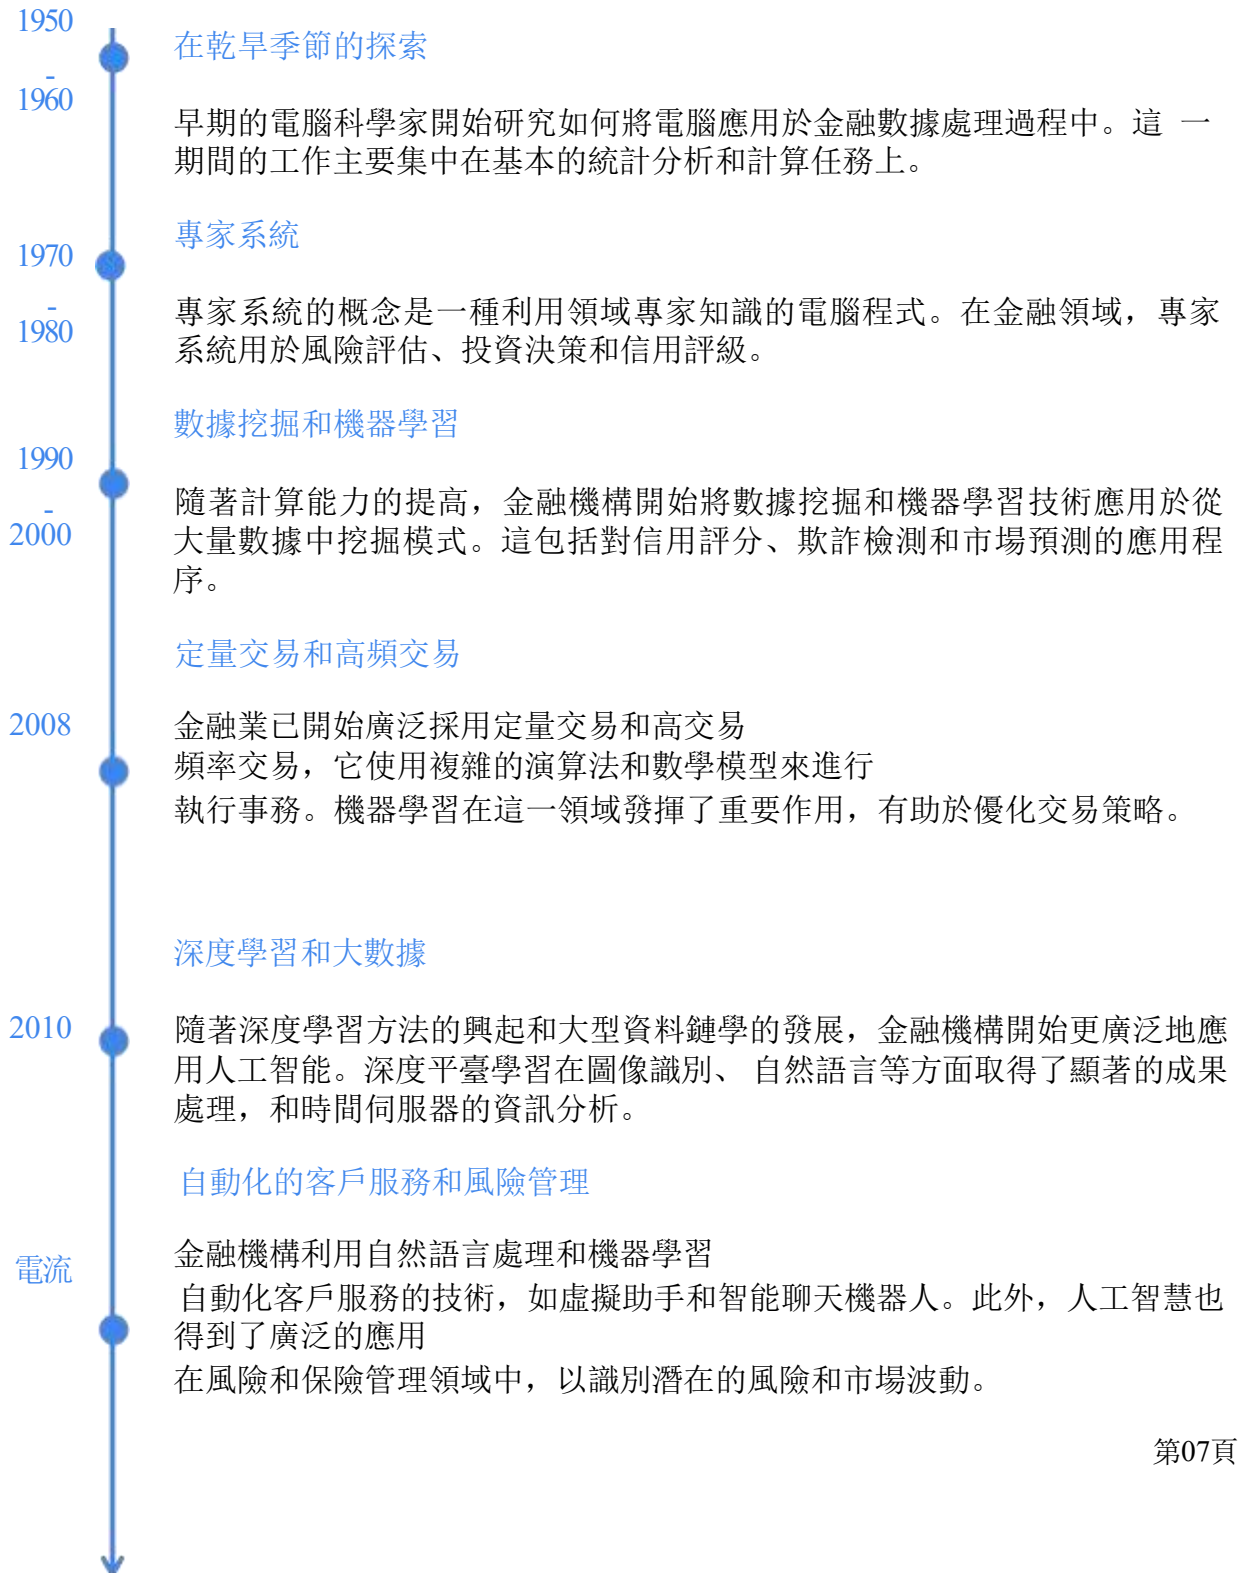 1950
-
1960
在乾旱季節的探索
早期的電腦科學家開始研究如何將電腦應用於金融數據處理過程中。這 一
期間的工作主要集中在基本的統計分析和計算任務上。
1970
-
1980
專家系統
專家系統的概念是一種利用領域專家知識的電腦程式。在金融領域，專家
系統用於風險評估、投資決策和信用評級。
1990
-
2000
數據挖掘和機器學習
隨著計算能力的提高，金融機構開始將數據挖掘和機器學習技術應用於從
大量數據中挖掘模式。這包括對信用評分、欺詐檢測和市場預測的應用程
序。
定量交易和高頻交易
2008
金融業已開始廣泛採用定量交易和高交易
頻率交易，它使用複雜的演算法和數學模型來進行
執行事務。機器學習在這一領域發揮了重要作用，有助於優化交易策略。
深度學習和大數據
2010
隨著深度學習方法的興起和大型資料鏈學的發展，金融機構開始更廣泛地應
用人工智能。深度平臺學習在圖像識別、 自然語言等方面取得了顯著的成果
處理，和時間伺服器的資訊分析。
自動化的客戶服務和風險管理
電流
金融機構利用自然語言處理和機器學習
自動化客戶服務的技術，如虛擬助手和智能聊天機器人。此外，人工智慧也
得到了廣泛的應用
在風險和保險管理領域中，以識別潛在的風險和市場波動。
第07頁